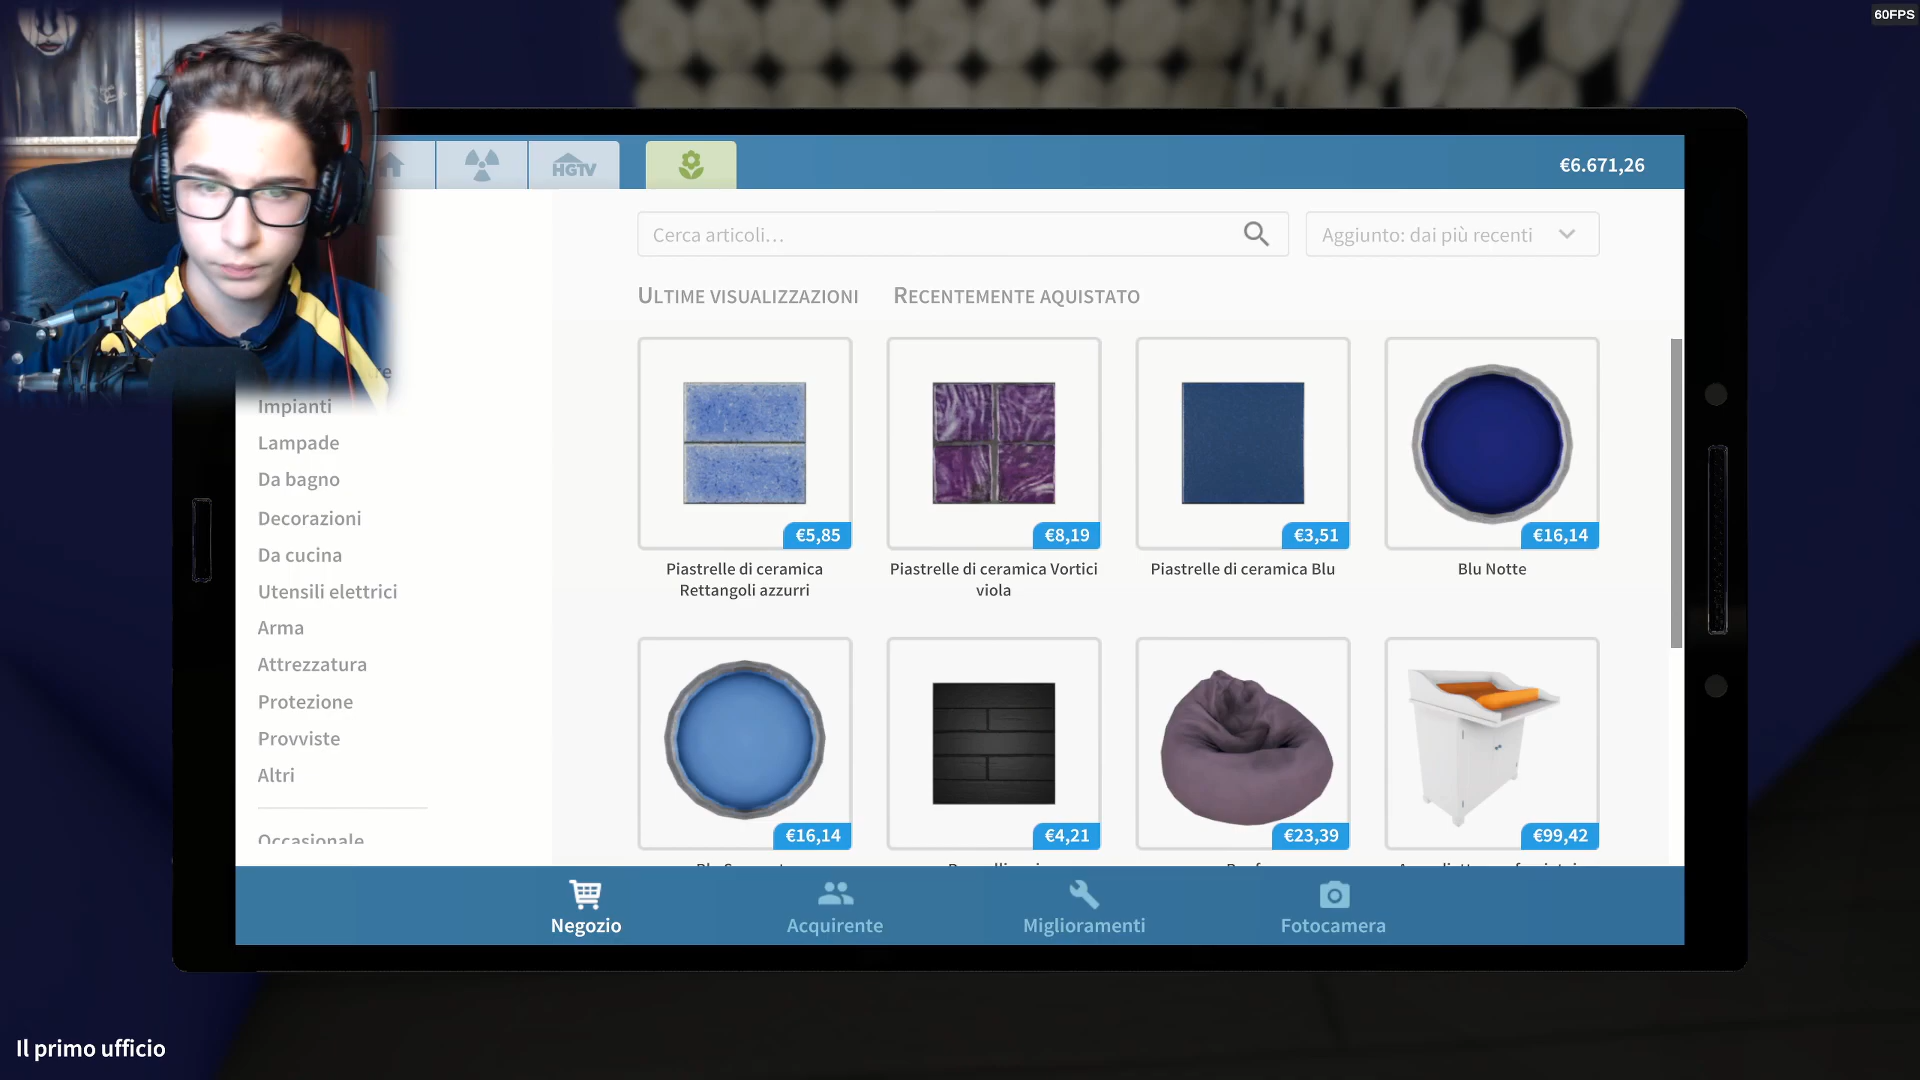 60FPS
HGTV
€6.671,26
Cerca articoli...
Aggiunto: dai più recenti
ULTIME VISUALIZZAZIONI
RECENTEMENTE AQUISTATO
Impianti
Lampade
Da bagno
Decorazioni
Da cucina
Utensili elettrici
Arma
Attrezzatura
Protezione
Provviste
Altri
Occasionale
€5,85
€8,19
€3,51
€16,14
Piastrelle di ceramica
Rettangoli azzurri
Piastrelle di ceramica Vortici
viola
Piastrelle di ceramica Blu
Blu Notte
€16,14
€4,21
€23,39
€99,42
Negozio
Acquirente
Miglioramenti
Fotocamera
Il primo ufficio